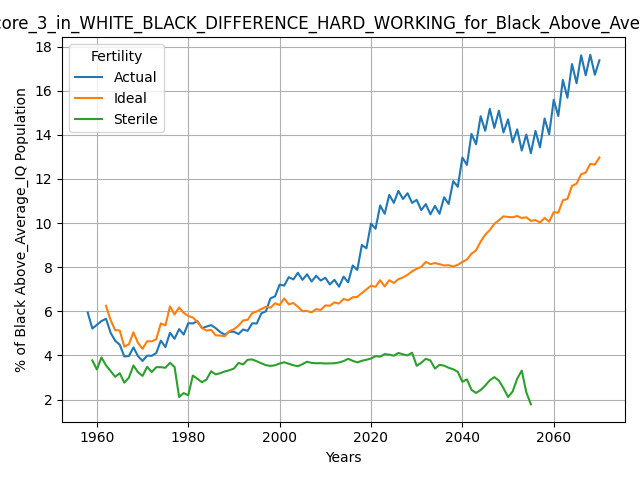 core_3_in_WHITE_BLACK_DIFFERENCE_HARD_WORKING_for_Black_Above_Ave
Fertility
Actual
Ideal
Sterile
% of Black Above_Average_IQ Population
18
16
14
12
10
8
6
4
2
1960 1980 2000 2020 2040 2060
Years